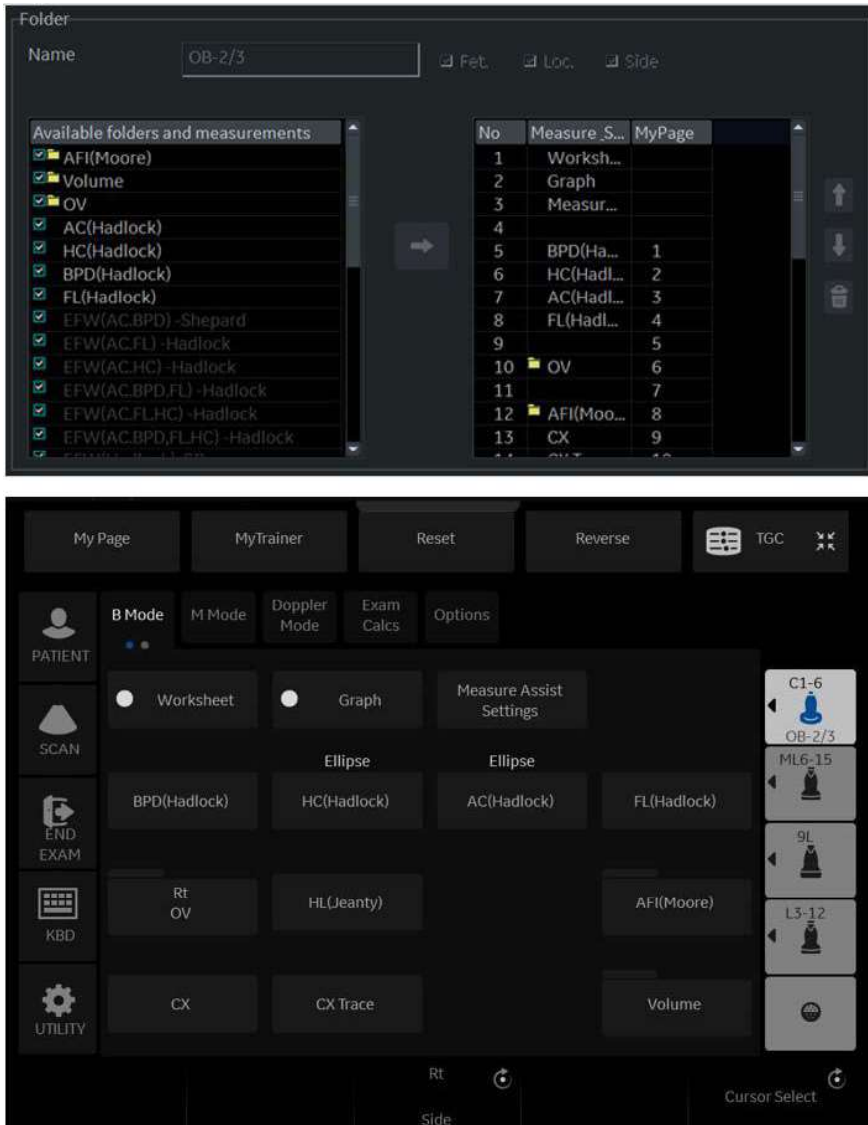 Folder
Name OB-2/3 Fet. Loc. Side
Available folders and measurements
AFI(Moore)
Volume
OV
AC(Hadlock)
HC(Hadlock)
BPD(Hadlock)
FL(Hadlock)
EFW(AC.BPD) -Shepard
EFW(AC.FL) -Hadlock
EFW(AC.HC) -Hadlock
EFW(AC.BPD,FL) -Hadlock
EFW(AC.FL.HC) -Hadlock
EFW(AC.BPD,FL.HC) -Hadlock
No Measure_S... MyPage
1 Worksh...
2 Graph
3 Measur...
4
5 BPD(Ha... 1
6 HC(Hadl... 2
7 AC(Hadl... 3
8 FL(Hadl... 4
9 5
10 OV 6
11 7
12 AFI(Moo... 8
13 CX 9
My Page MyTrainer Reset Reverse TGC
PATIENT
SCAN
END
EXAM
KBD
UTILITY
B Mode M Mode Doppler Mode Exam Calcs Options
Worksheet Graph Measure Assist
Settings
Ellipse Ellipse
BPD(Hadlock) HC(Hadlock) AC(Hadlock) FL(Hadlock)
Rt
OV HL(Jeanty) AFI(Moore)
CX CX Trace Volume
C1-6
OB-2/3
ML6-15
9L
L3-12
Rt
Side
Cursor Select